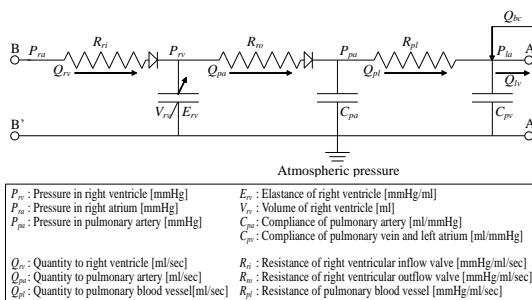 Q_bc
B P_ra R_ri P_rv R_ro P_pa R_pl P_la A
Q_rv Q_pa Q_pl Q_lv
V_rv E_rv C_pa C_pv
B' A
Atmospheric pressure
P_rv : Pressure in right ventricle [mmHg]
P_ra : Pressure in right atrium [mmHg]
P_pa : Pressure in pulmonary artery [mmHg]
Q_rv : Quantity to right ventricle [ml/sec]
Q_pa : Quantity to pulmonary artery [ml/sec]
Q_pl : Quantity to pulmonary blood vessel[ml/sec]
E_rv : Elastance of right ventricle [mmHg/ml]
V_rv : Volume of right ventricle [ml]
C_pa : Compliance of pulmonary artery [ml/mmHg]
C_pv : Compliance of pulmonary vein and left atrium [ml/mmHg]
R_ri : Resistance of right ventricular inflow valve [mmHg/ml/sec]
R_ro : Resistance of right ventricular outflow valve [mmHg/ml/sec]
R_pl : Resistance of pulmonary blood vessel [mmHg/ml/sec]